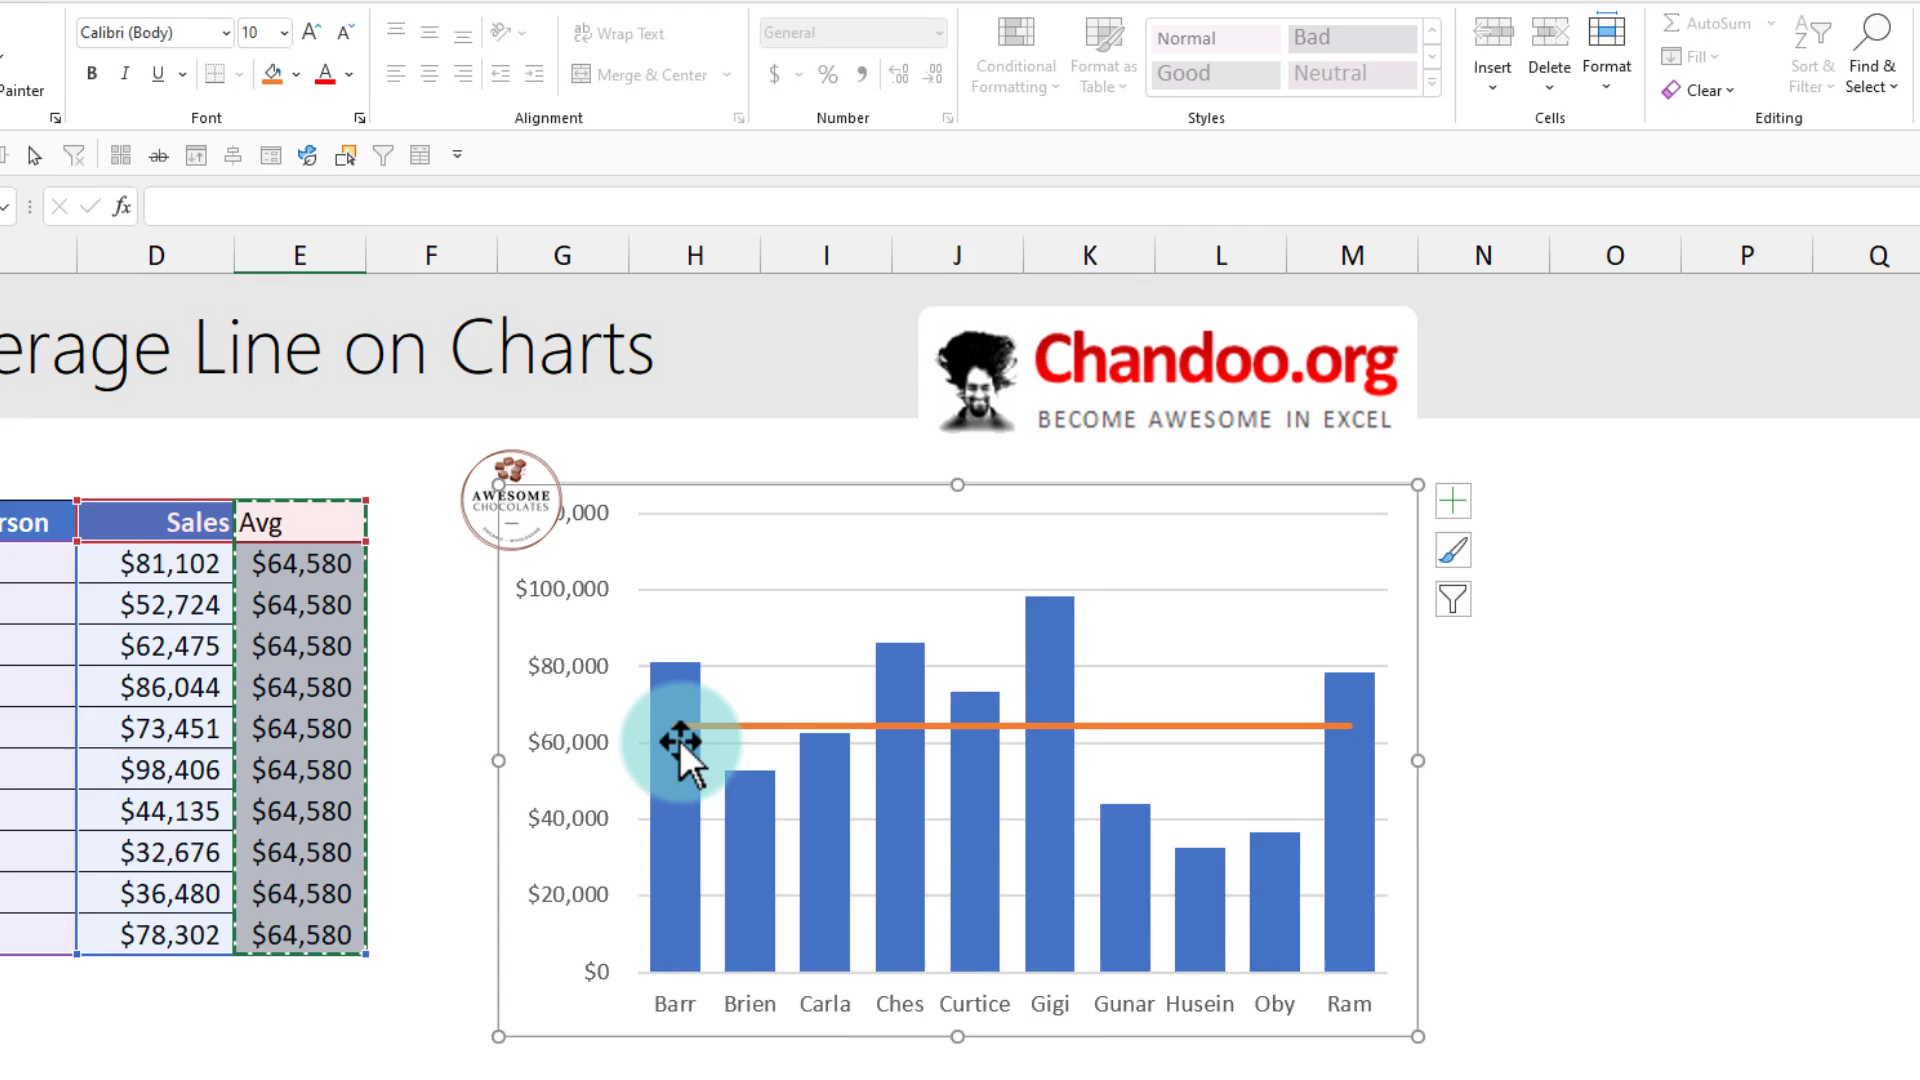 Calibri (Body) 10 A A
Wrap Text
General
Conditional Formatting
Format as Table
Normal
Bad
Good
Neutral
Insert
Delete
Format
AutoSum
Fill
Clear
Sort & Filter
Find & Select
Painter
B I U A
Merge & Center
$ % 9
Font
Alignment
Number
Styles
Cells
Editing
ab
fx
D E F G H I J K L M N O P Q
erage Line on Charts
Chandoo.org
BECOME AWESOME IN EXCEL
AWESOME
CHOCOLATES
rson Sales Avg
$81,102 $64,580
$52,724 $64,580
$62,475 $64,580
$86,044 $64,580
$73,451 $64,580
$98,406 $64,580
$44,135 $64,580
$32,676 $64,580
$36,480 $64,580
$78,302 $64,580
0,000
$100,000
$80,000
$60,000
$40,000
$20,000
$0
Barr Brien Carla Ches Curtice Gigi Gunar Husein Oby Ram